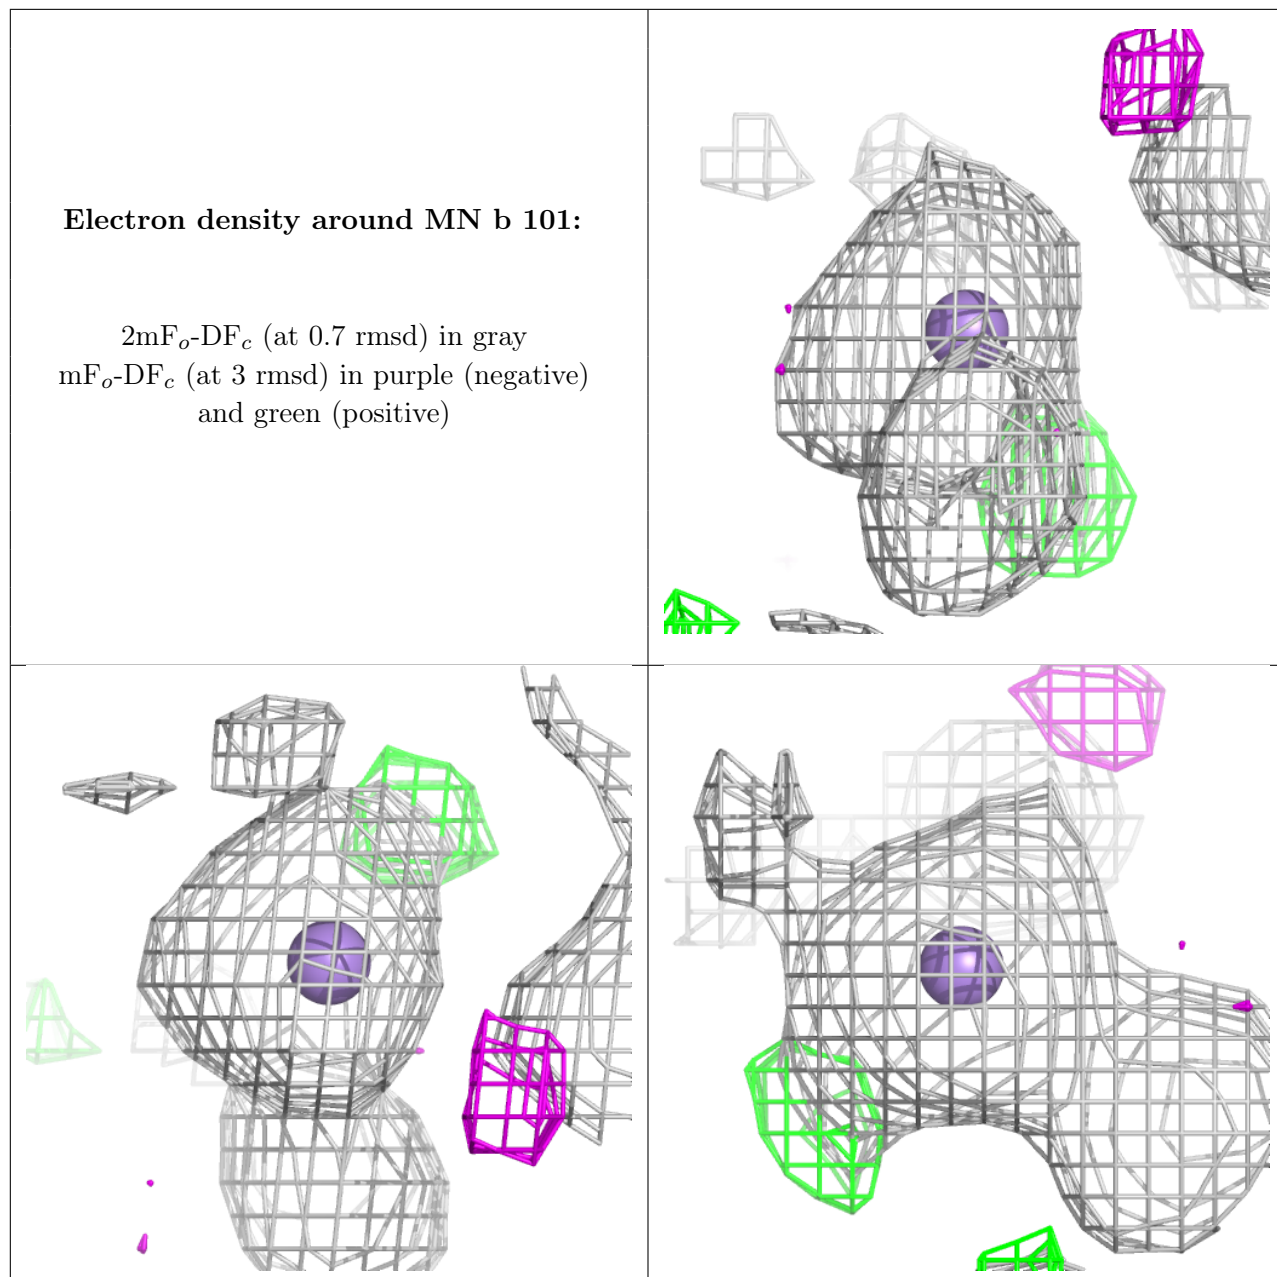 Electron density around MN b 101:
2mFo-DFc (at 0.7 rmsd) in gray
mFo-DFc (at 3 rmsd) in purple (negative)
and green (positive)